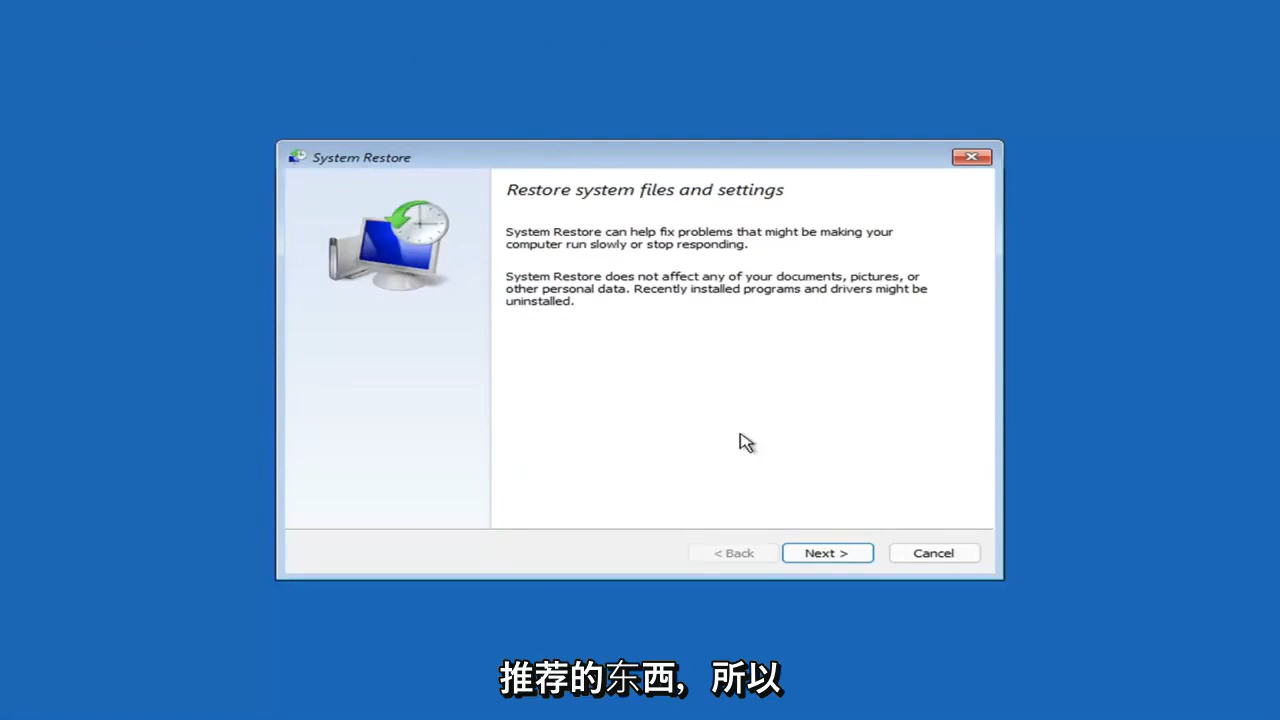 System Restore
Restore system files and settings
System Restore can help fix problems that might be making your
computer run slowly or stop responding.
System Restore does not affect any of your documents, pictures, or
other personal data. Recently installed programs and drivers might be
uninstalled.
< Back
Next >
Cancel
推荐的东西，所以